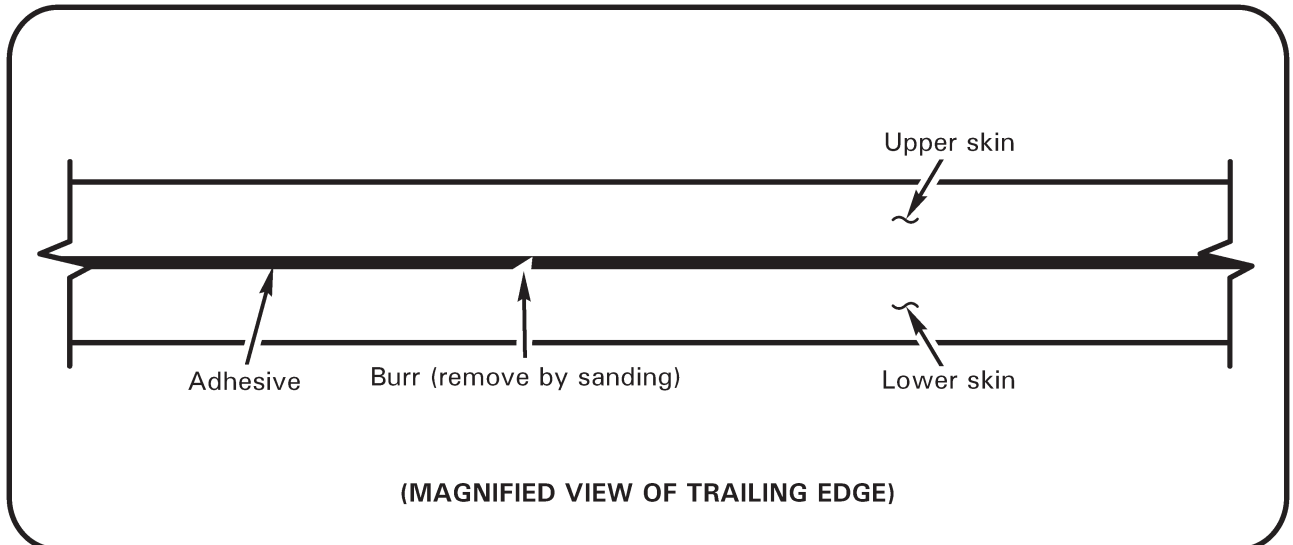 Upper skin
Adhesive
Burr (remove by sanding)
Lower skin
(MAGNIFIED VIEW OF TRAILING EDGE)